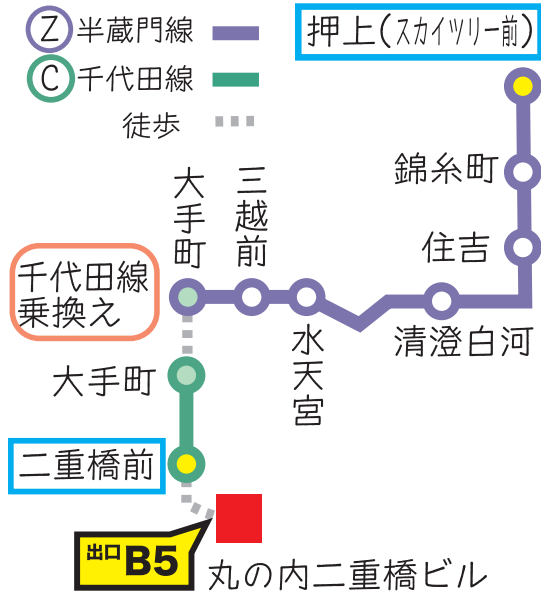 Z 半蔵門線
C 千代田線
徒歩
押上(スカイツリー前)
錦糸町
住吉
清澄白河
水天宮
三越前
大手町
千代田線
乗換え
大手町
二重橋前
出口B5
丸の内二重橋ビル